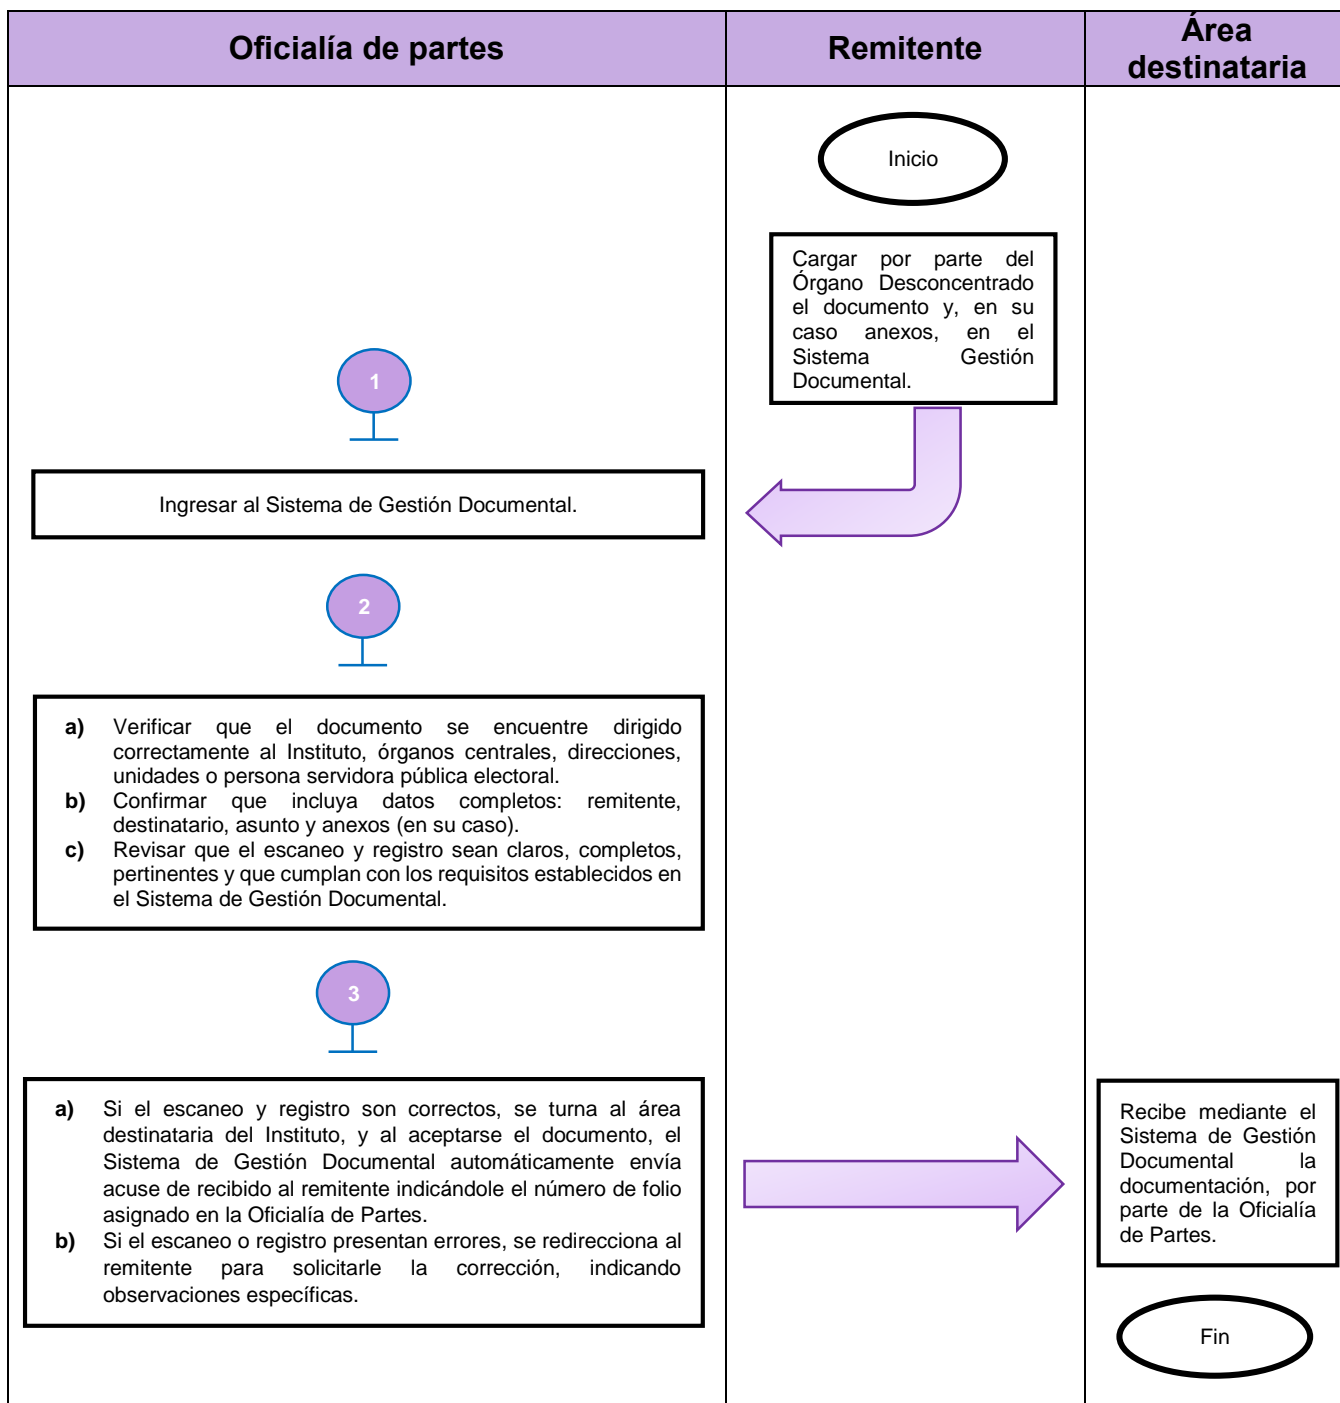 Oficialía de partes
Remitente
Área
destinataria
Inicio
Cargar por parte del
Órgano Desconcentrado
el documento y, en su
caso anexos, en el
Sistema Gestión
Documental.
1
Ingresar al Sistema de Gestión Documental.
2
a) Verificar que el documento se encuentre dirigido
correctamente al Instituto, órganos centrales, direcciones,
unidades o persona servidora pública electoral.
b) Confirmar que incluya datos completos: remitente,
destinatario, asunto y anexos (en su caso).
c) Revisar que el escaneo y registro sean claros, completos,
pertinentes y que cumplan con los requisitos establecidos en
el Sistema de Gestión Documental.
3
a) Si el escaneo y registro son correctos, se turna al área
destinataria del Instituto, y al aceptarse el documento, el
Sistema de Gestión Documental automáticamente envía
acuse de recibido al remitente indicándole el número de folio
asignado en la Oficialía de Partes.
b) Si el escaneo o registro presentan errores, se redirecciona al
remitente para solicitarle la corrección, indicando
observaciones específicas.
Recibe mediante el
Sistema de Gestión
Documental la
documentación, por
parte de la Oficialía
de Partes.
Fin